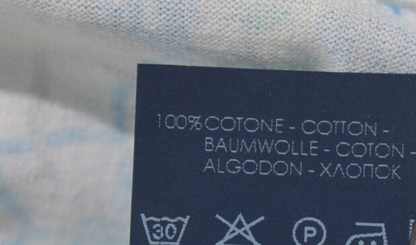 100% COTONE - COTTON -
BAUMWOLLE - COTON -
ALGODON - ХЛОПОК
30 P